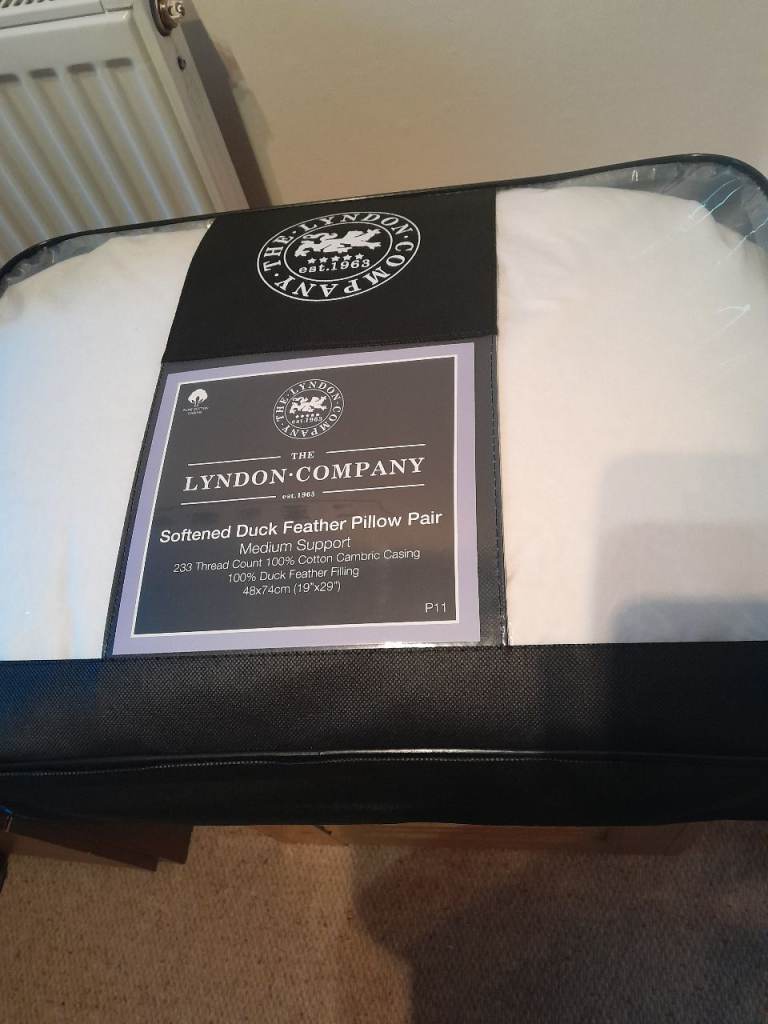 ·THE·LYNDON·COMPANY
est.1963
·THE·LYNDON·COMPANY
est.1963
THE
LYNDON·COMPANY
est.1963
Softened Duck Feather Pillow Pair
Medium Support
233 Thread Count 100% Cotton Cambric Casing
100% Duck Feather Filling
48x74cm (19"x29")
P11